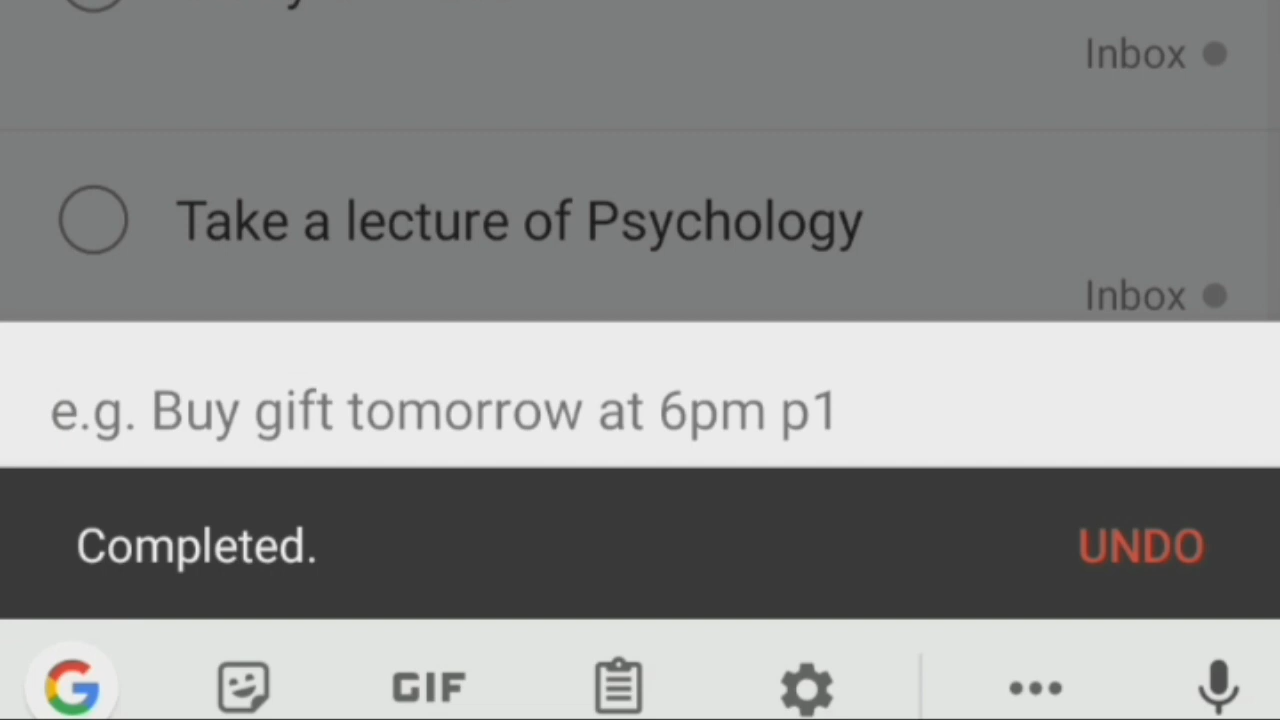 Inbox
Take a lecture of Psychology
Inbox
e.g. Buy gift tomorrow at 6pm p1
Completed.
UNDO
GIF